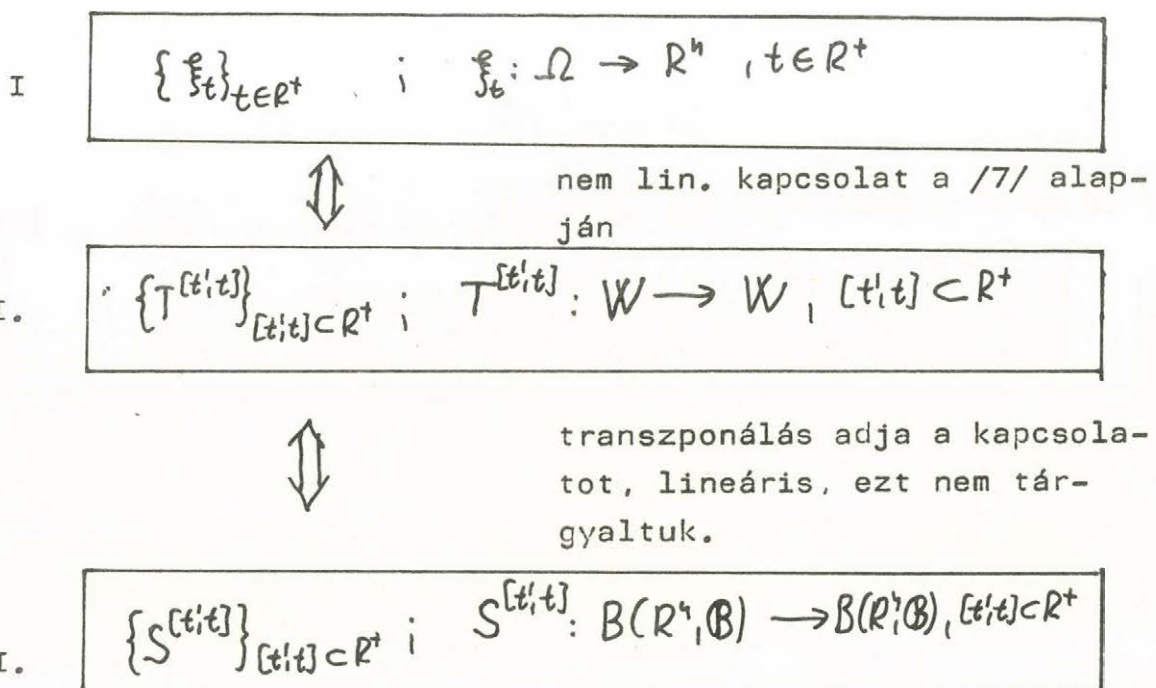 I {ξₜ}ₜ∈R⁺ ; ξₜ: Ω → Rⁿ , t∈R⁺
nem lin. kapcsolat a /7/ alap-
ján
I. {T^[t',t]}_[t',t]⊂R⁺ ; T^[t',t]: W → W , [t',t] ⊂ R⁺
transzponálás adja a kapcsola-
tot, lineáris, ezt nem tár-
gyaltuk.
I. {S^[t',t]}_[t',t]⊂R⁺ ; S^[t',t]: B(Rⁿ,𝔹) → B(Rⁿ,𝔹), [t',t]⊂R⁺